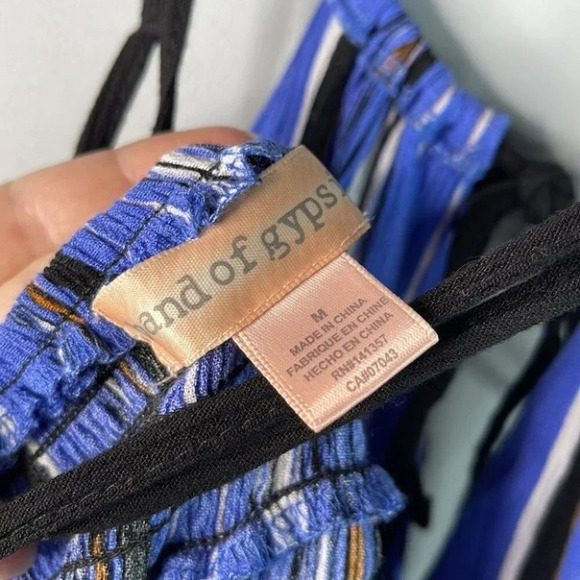 and of gyps
M
MADE IN CHINA
FABRIQUE EN CHINE
HECHO EN CHINA
RN#141357
CA#07043